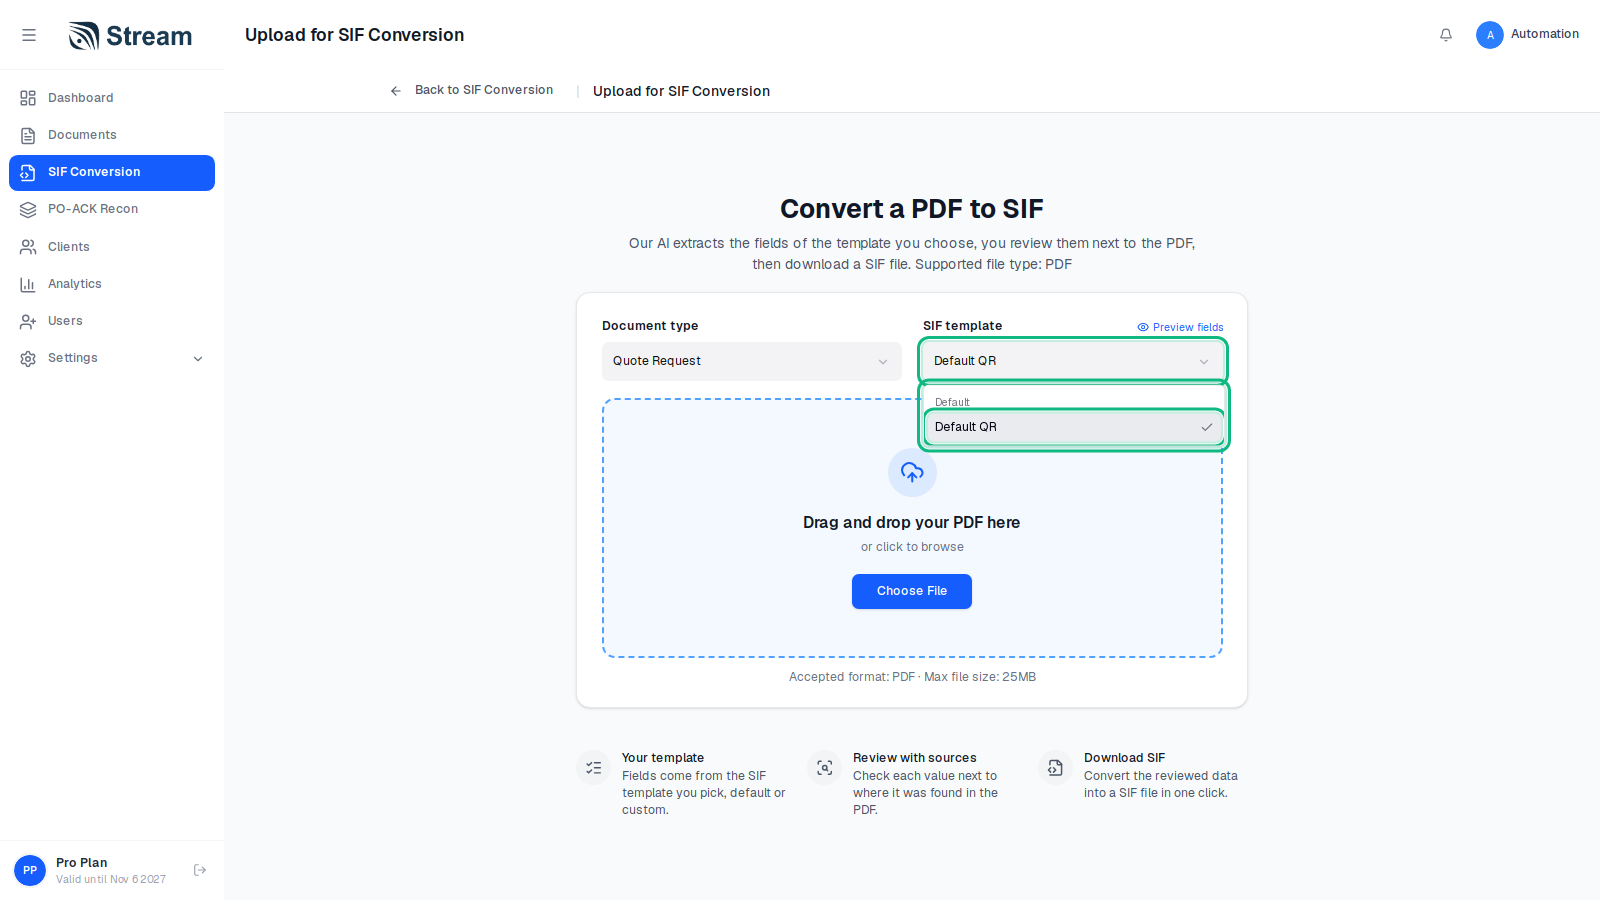 Stream
Upload for SIF Conversion
A
Automation
Back to SIF Conversion
Upload for SIF Conversion
Dashboard
Documents
SIF Conversion
PO-ACK Recon
Clients
Analytics
Users
Settings
Convert a PDF to SIF
Our AI extracts the fields of the template you choose, you review them next to the PDF,
then download a SIF file. Supported file type: PDF
Document type
SIF template
Preview fields
Quote Request
Default QR
Default
Default QR
Drag and drop your PDF here
or click to browse
Choose File
Accepted format: PDF · Max file size: 25MB
Your template
Fields come from the SIF
template you pick, default or
custom.
Review with sources
Check each value next to
where it was found in the
PDF.
Download SIF
Convert the reviewed data
into a SIF file in one click.
PP
Pro Plan
Valid until Nov 6 2027